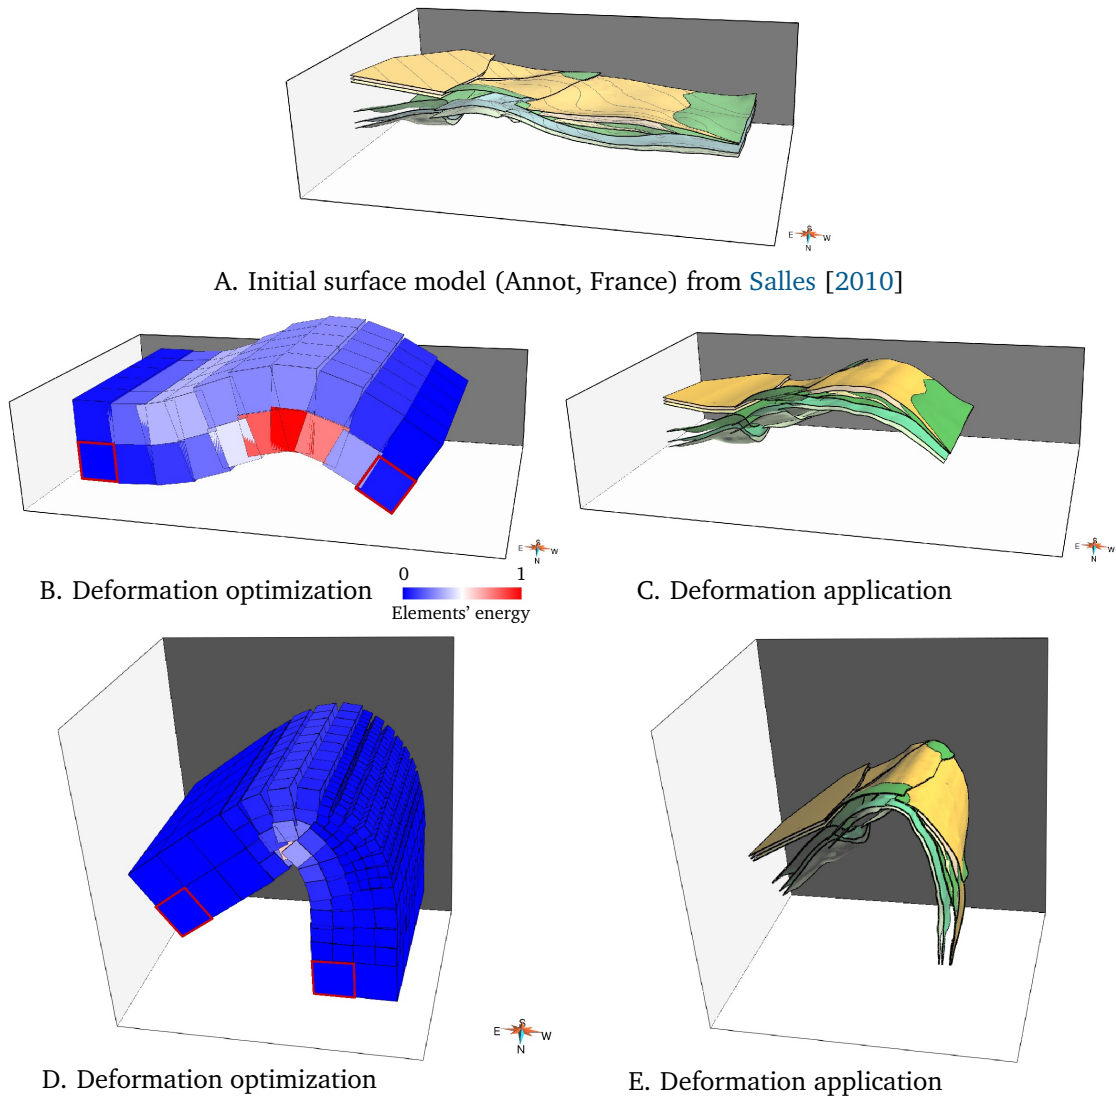 S
E W
N
A. Initial surface model (Annot, France) from Salles [2010]
S
E W
N
S
E W
N
B. Deformation optimization
0 1
Elements’ energy
C. Deformation application
S
E W
N
D. Deformation optimization
E. Deformation application